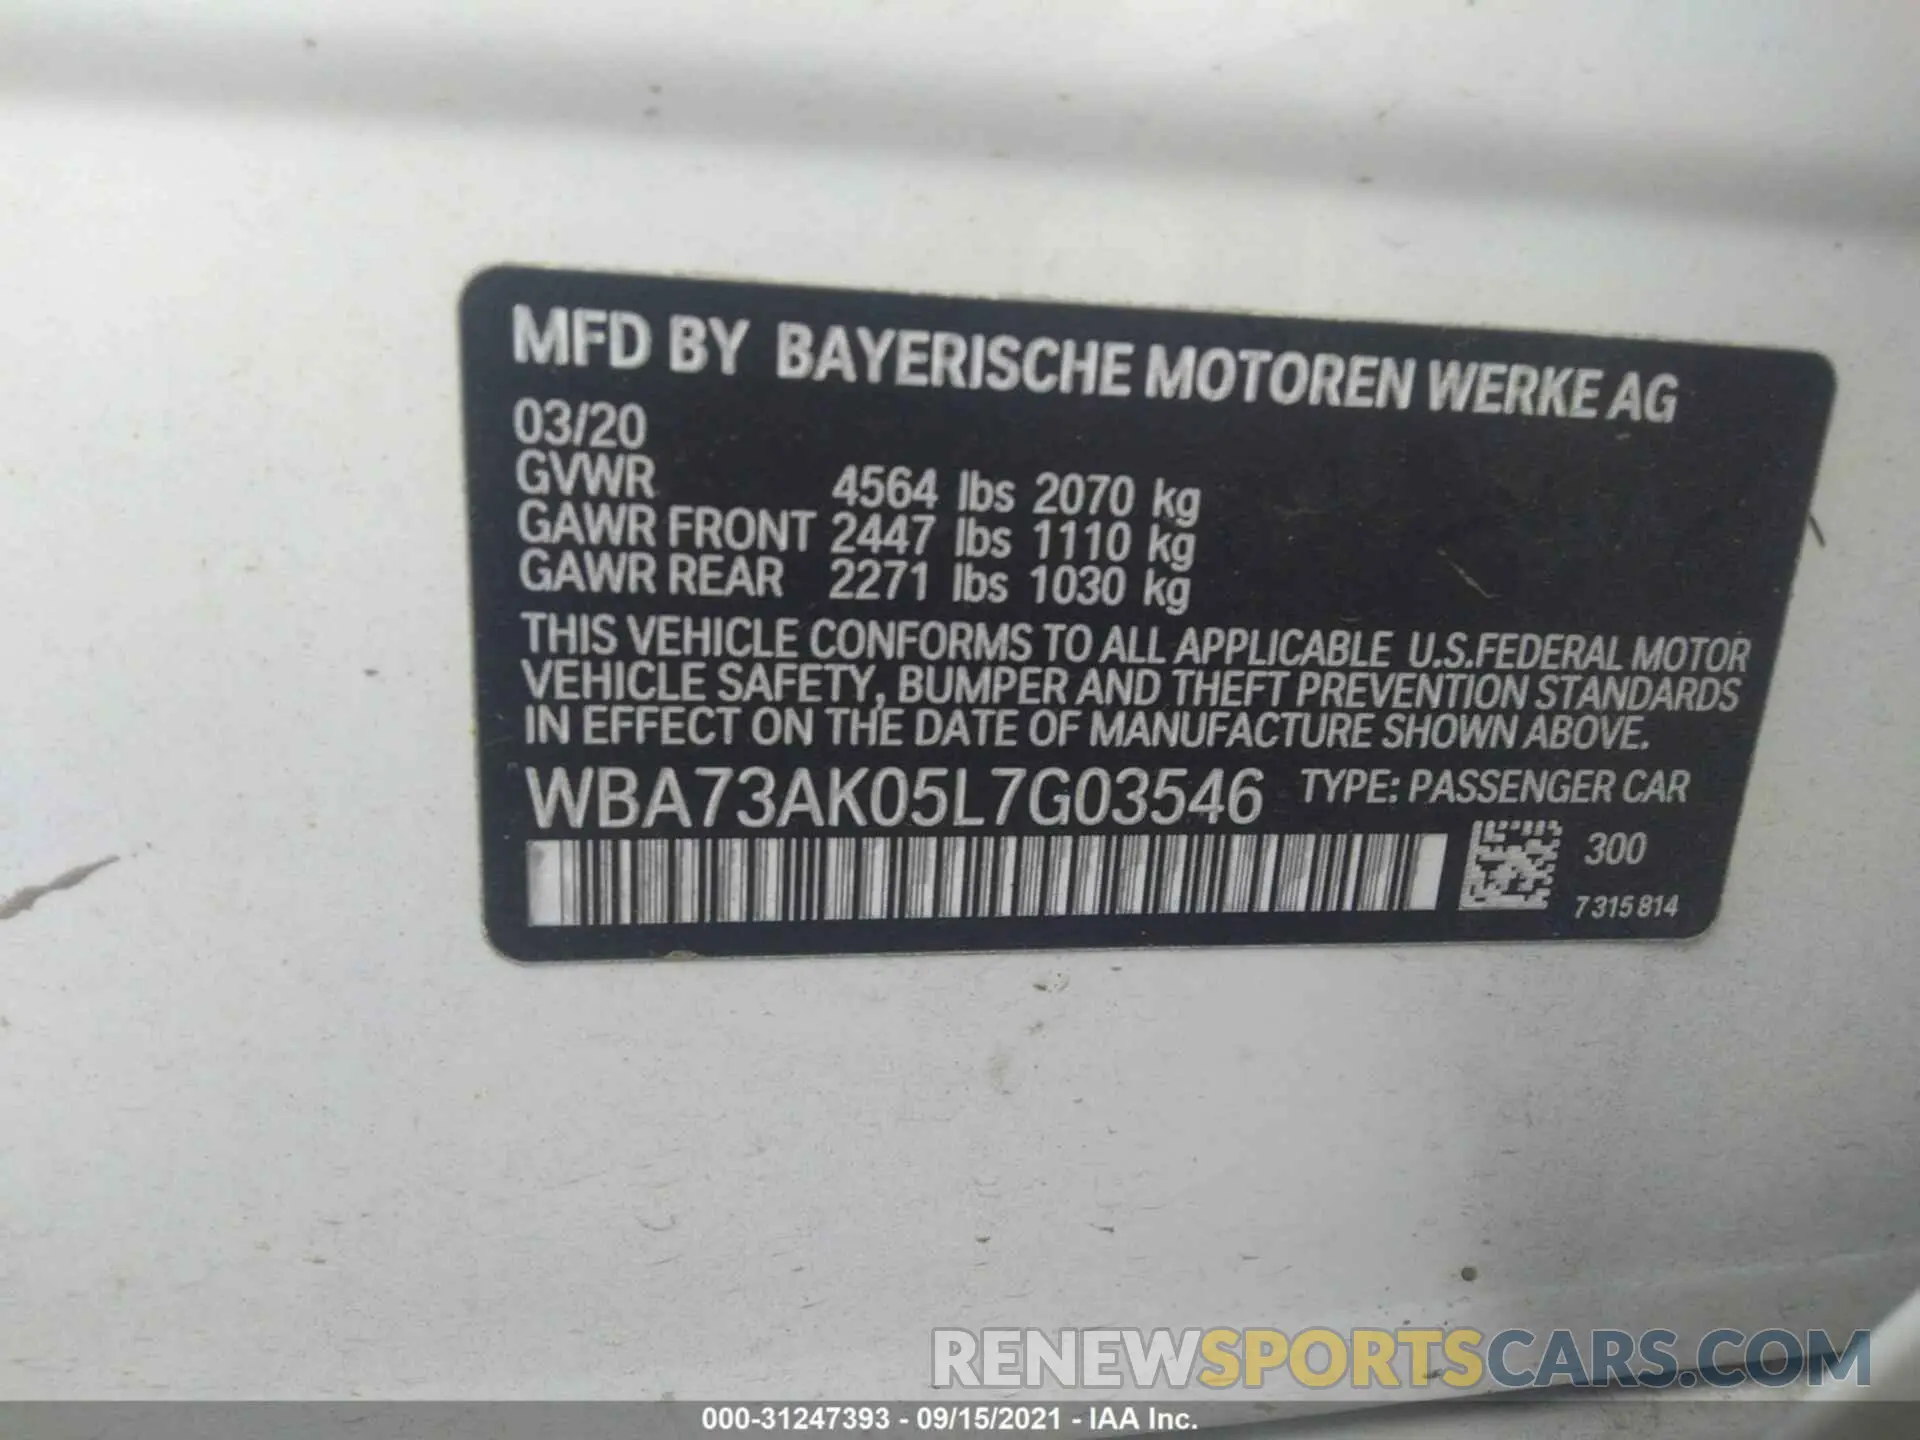 MFD BY BAYERISCHE MOTOREN WERKE AG
03/20
GVWR 4564 lbs 2070 kg
GAWR FRONT 2447 lbs 1110 kg
GAWR REAR 2271 lbs 1030 kg
THIS VEHICLE CONFORMS TO ALL APPLICABLE U.S.FEDERAL MOTOR
VEHICLE SAFETY, BUMPER AND THEFT PREVENTION STANDARDS
IN EFFECT ON THE DATE OF MANUFACTURE SHOWN ABOVE.
WBA73AK05L7G03546 TYPE: PASSENGER CAR
300
7315814
RENEWSPORTSCARS.COM
000-31247393 - 09/15/2021 - IAA Inc.